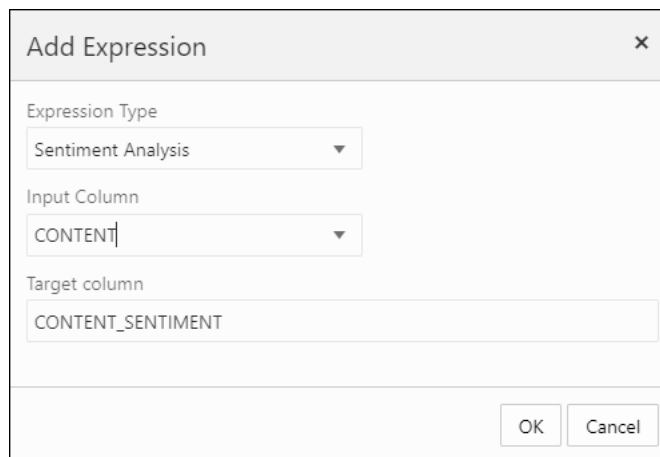 Add Expression
Expression Type
Sentiment Analysis
Input Column
CONTENT
Target column
CONTENT_SENTIMENT
OK Cancel